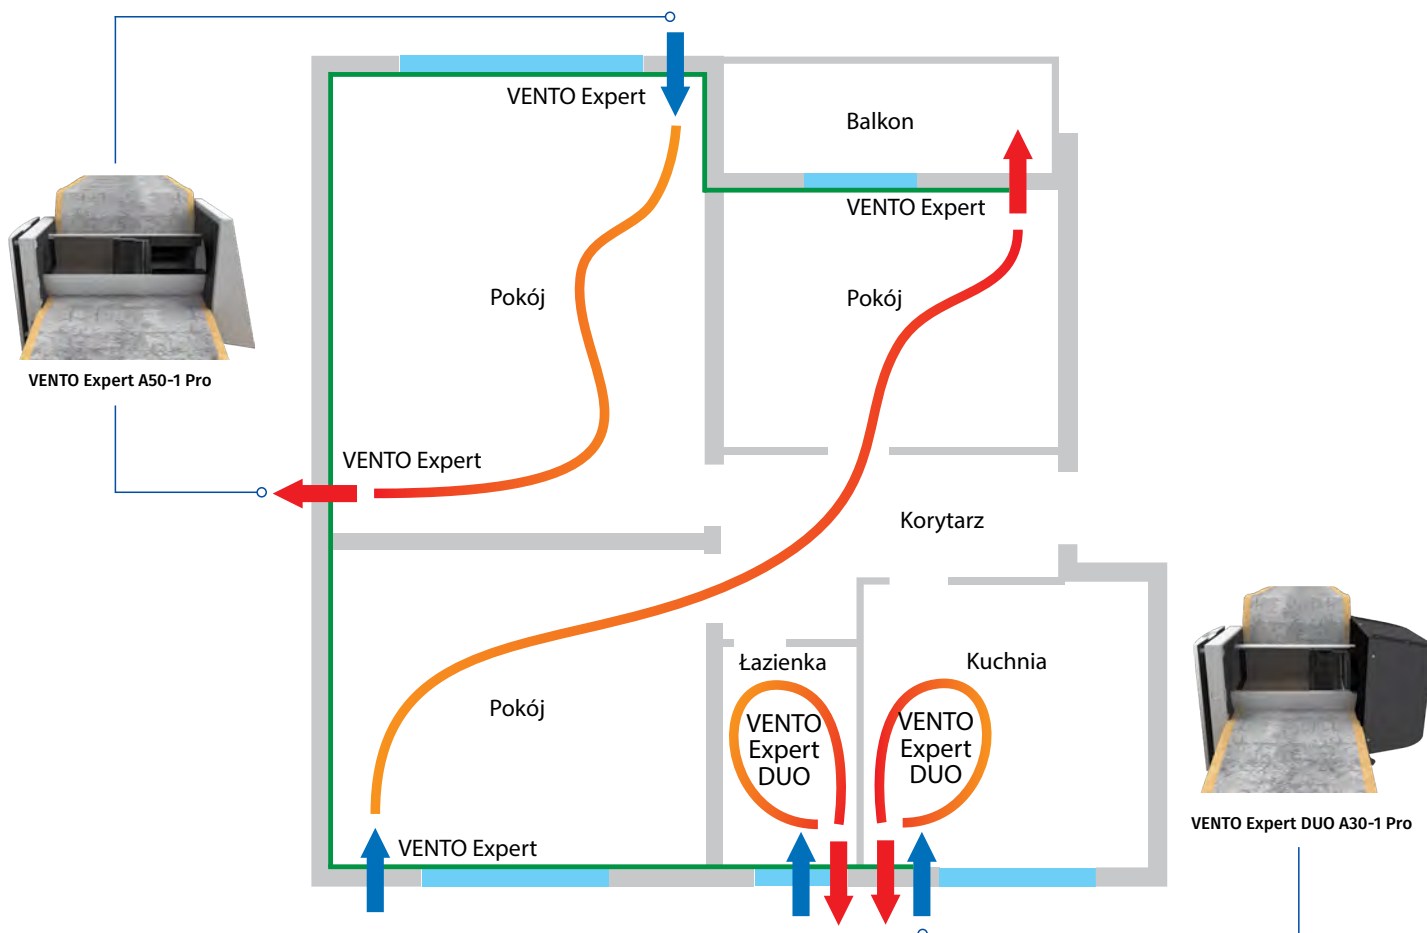 VENTO Expert
Balkon
VENTO Expert
Pokój
Pokój
VENTO Expert A50-1 Pro
VENTO Expert
Korytarz
Łazienka
Kuchnia
Pokój
VENTO
Expert
DUO
VENTO
Expert
DUO
VENTO Expert DUO A30-1 Pro
VENTO Expert